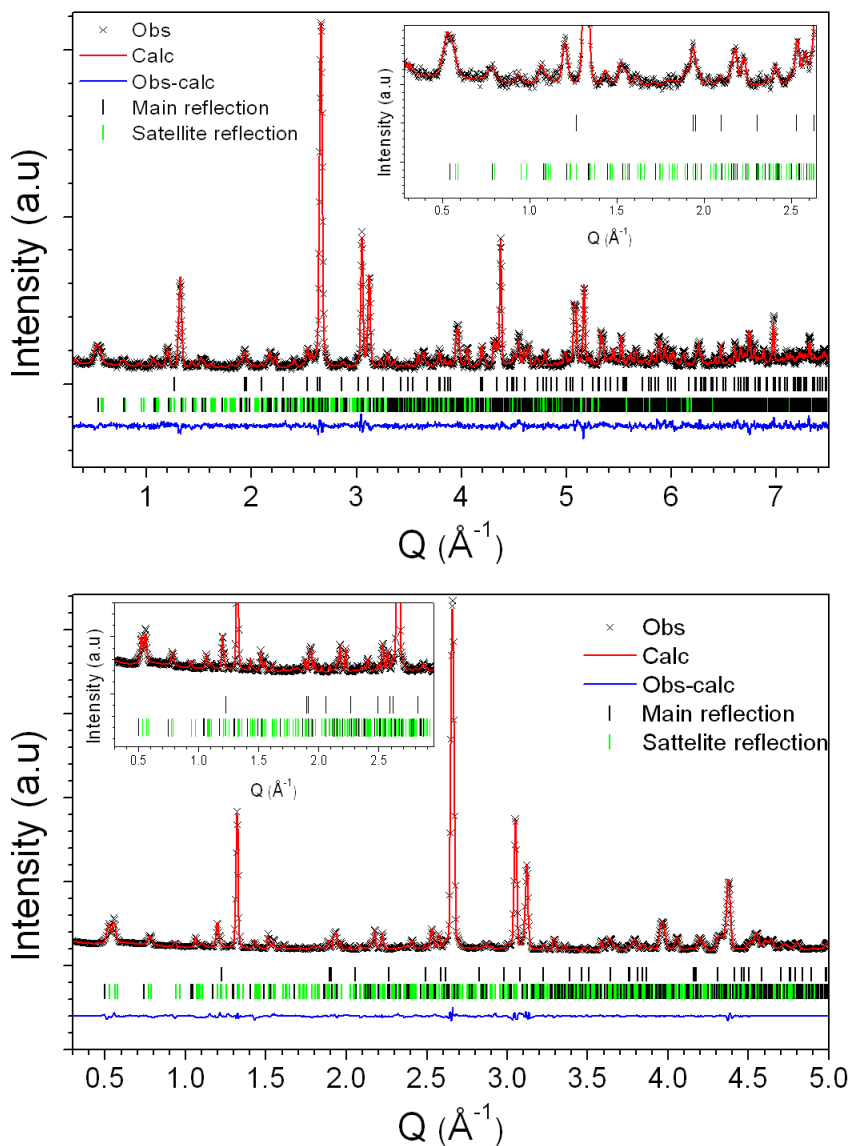 Obs
Calc
Obs-calc
Main reflection
Satellite reflection
Intensity (a.u)
0.5 1.0 1.5 2.0 2.5
Q (Å⁻¹)
Intensity (a.u)
1 2 3 4 5 6 7
Q (Å⁻¹)
Intensity (a.u)
0.5 1.0 1.5 2.0 2.5
Q (Å⁻¹)
Obs
Calc
Obs-calc
Main reflection
Sattelite reflection
Intensity (a.u)
0.5 1.0 1.5 2.0 2.5 3.0 3.5 4.0 4.5 5.0
Q (Å⁻¹)